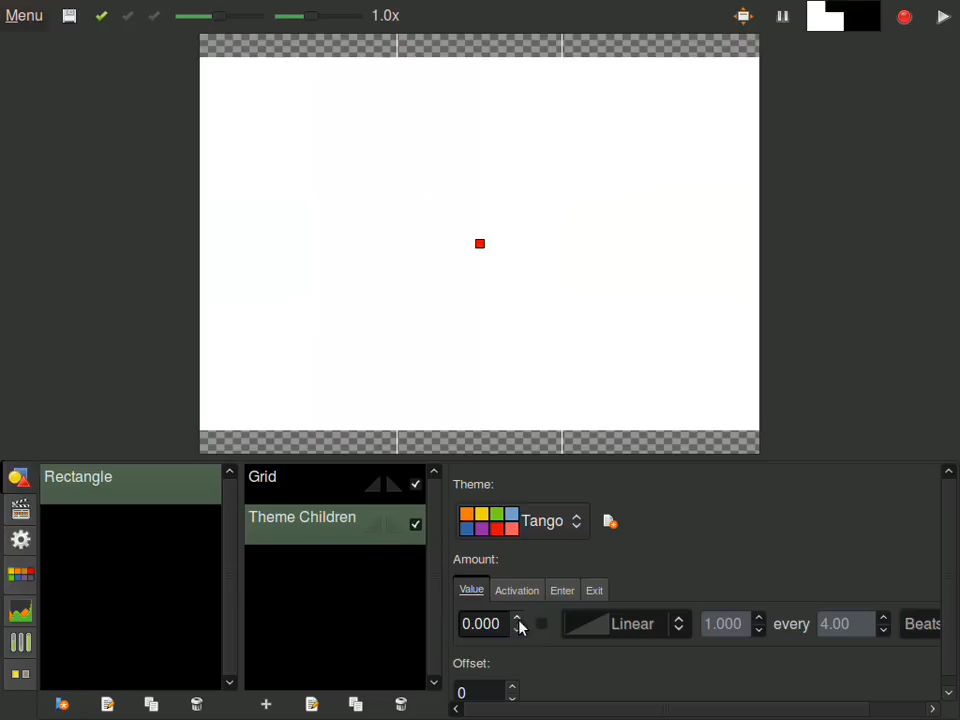 Menu 1.0x
Rectangle
Grid
Theme Children
Theme:
Tango
Amount:
Value Activation Enter Exit
0.000 Linear 1.000 every 4.00 Beats
Offset:
0